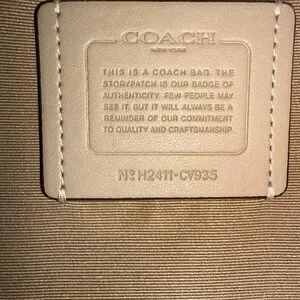 COACH
NEW YORK
THIS IS A COACH BAG. THE
STORYPATCH IS OUR BADGE OF
AUTHENTICITY. FEW PEOPLE MAY
SEE IT. BUT IT WILL ALWAYS BE A
REMINDER OF OUR COMMITMENT
TO QUALITY AND CRAFTSMANSHIP.
Nº H2411-CV935